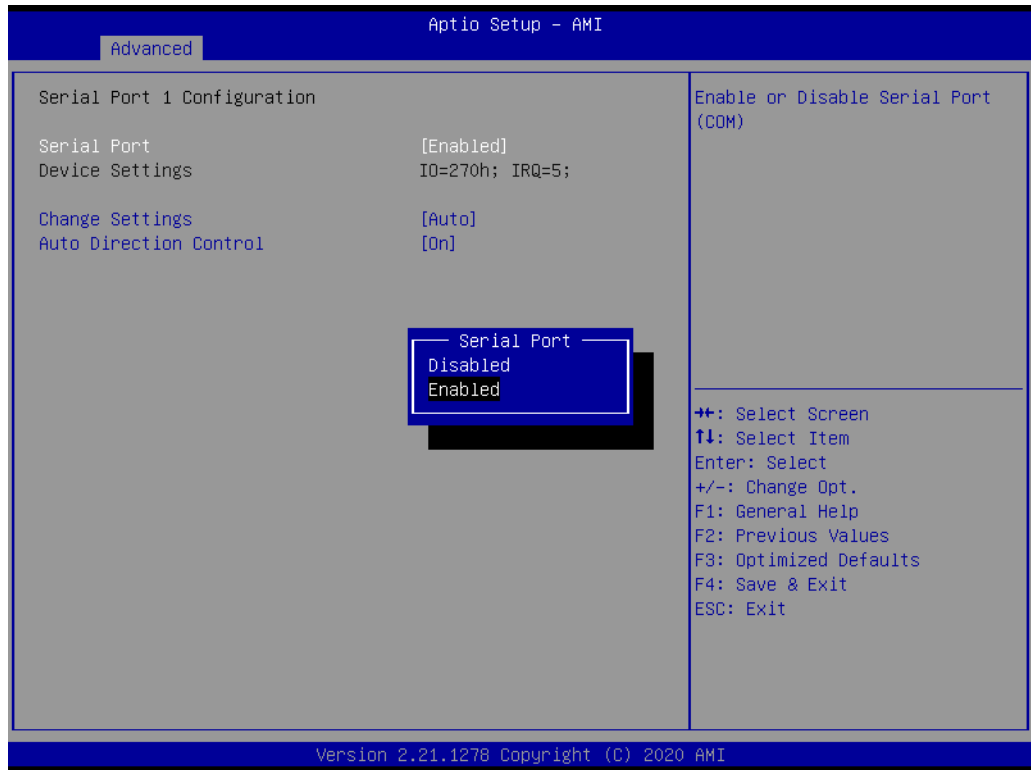 Aptio Setup – AMI
Advanced
Serial Port 1 Configuration
Serial Port [Enabled]
Device Settings IO=270h; IRQ=5;
Change Settings [Auto]
Auto Direction Control [On]
Serial Port
Disabled
Enabled
Enable or Disable Serial Port
(COM)
→←: Select Screen
↑↓: Select Item
Enter: Select
+/-: Change Opt.
F1: General Help
F2: Previous Values
F3: Optimized Defaults
F4: Save & Exit
ESC: Exit
Version 2.21.1278 Copyright (C) 2020 AMI